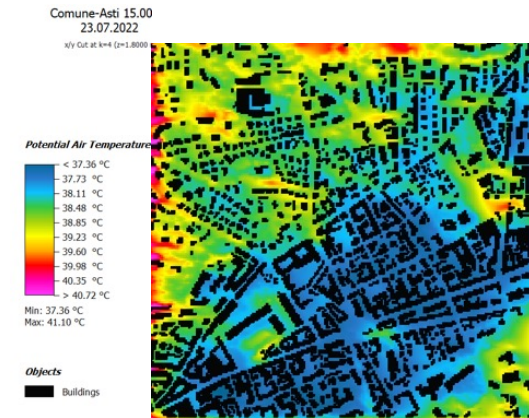 Comune-Asti 15.00
23.07.2022
x/y Cut at k=4 (z=1.8000
Potential Air Temperature
< 37.36 °C
37.73 °C
38.11 °C
38.48 °C
38.85 °C
39.23 °C
39.60 °C
39.98 °C
40.35 °C
> 40.72 °C
Min: 37.36 °C
Max: 41.10 °C
Objects
Buildings